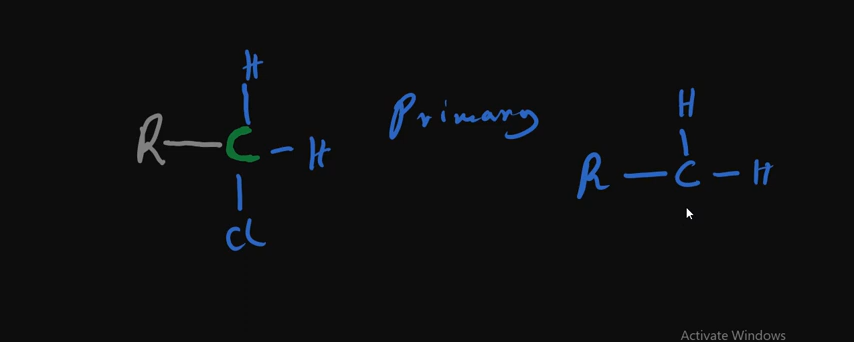 H
R — C — H
Cl
Primary
H
R — C — H
Activate Windows